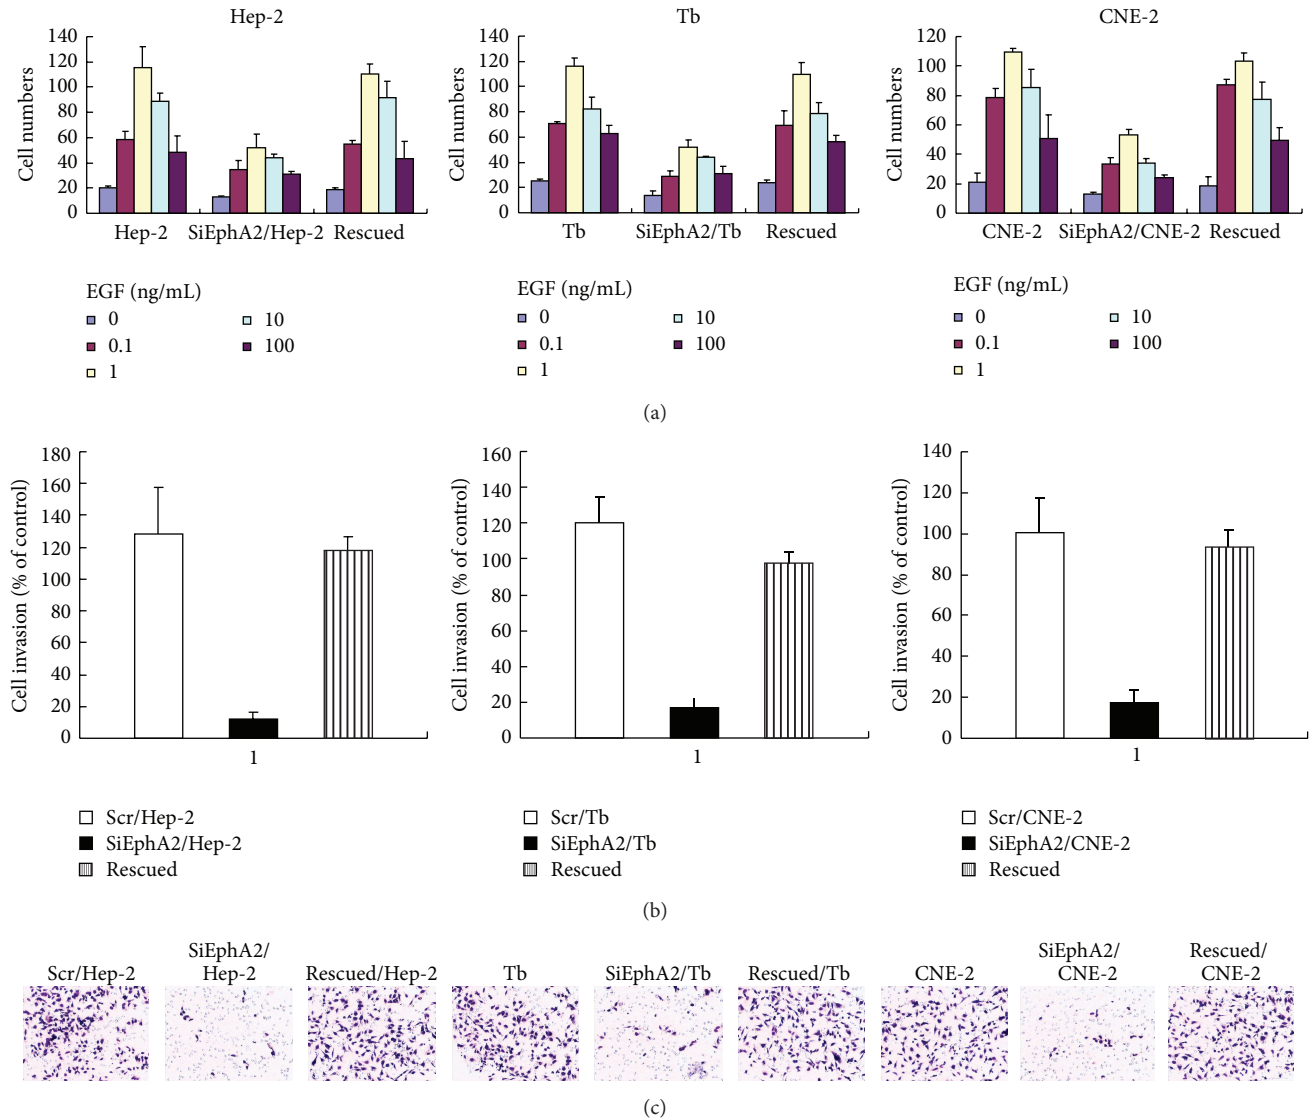 Hep-2
Cell numbers
140
120
100
80
60
40
20
0
Hep-2 SiEphA2/Hep-2 Rescued
EGF (ng/mL)
0 10
0.1 100
1
Tb
Cell numbers
140
120
100
80
60
40
20
0
Tb SiEphA2/Tb Rescued
EGF (ng/mL)
0 10
0.1 100
1
CNE-2
Cell numbers
120
100
80
60
40
20
0
CNE-2 SiEphA2/CNE-2 Rescued
EGF (ng/mL)
0 10
0.1 100
1
(a)
Cell invasion (% of control)
180
160
140
120
100
80
60
40
20
0
1
Scr/Hep-2
SiEphA2/Hep-2
Rescued
Cell invasion (% of control)
160
140
120
100
80
60
40
20
0
1
Scr/Tb
SiEphA2/Tb
Rescued
Cell invasion (% of control)
140
120
100
80
60
40
20
0
1
Scr/CNE-2
SiEphA2/CNE-2
Rescued
(b)
Scr/Hep-2
SiEphA2/
Hep-2
Rescued/Hep-2
Tb
SiEphA2/Tb
Rescued/Tb
CNE-2
SiEphA2/
CNE-2
Rescued/
CNE-2
(c)